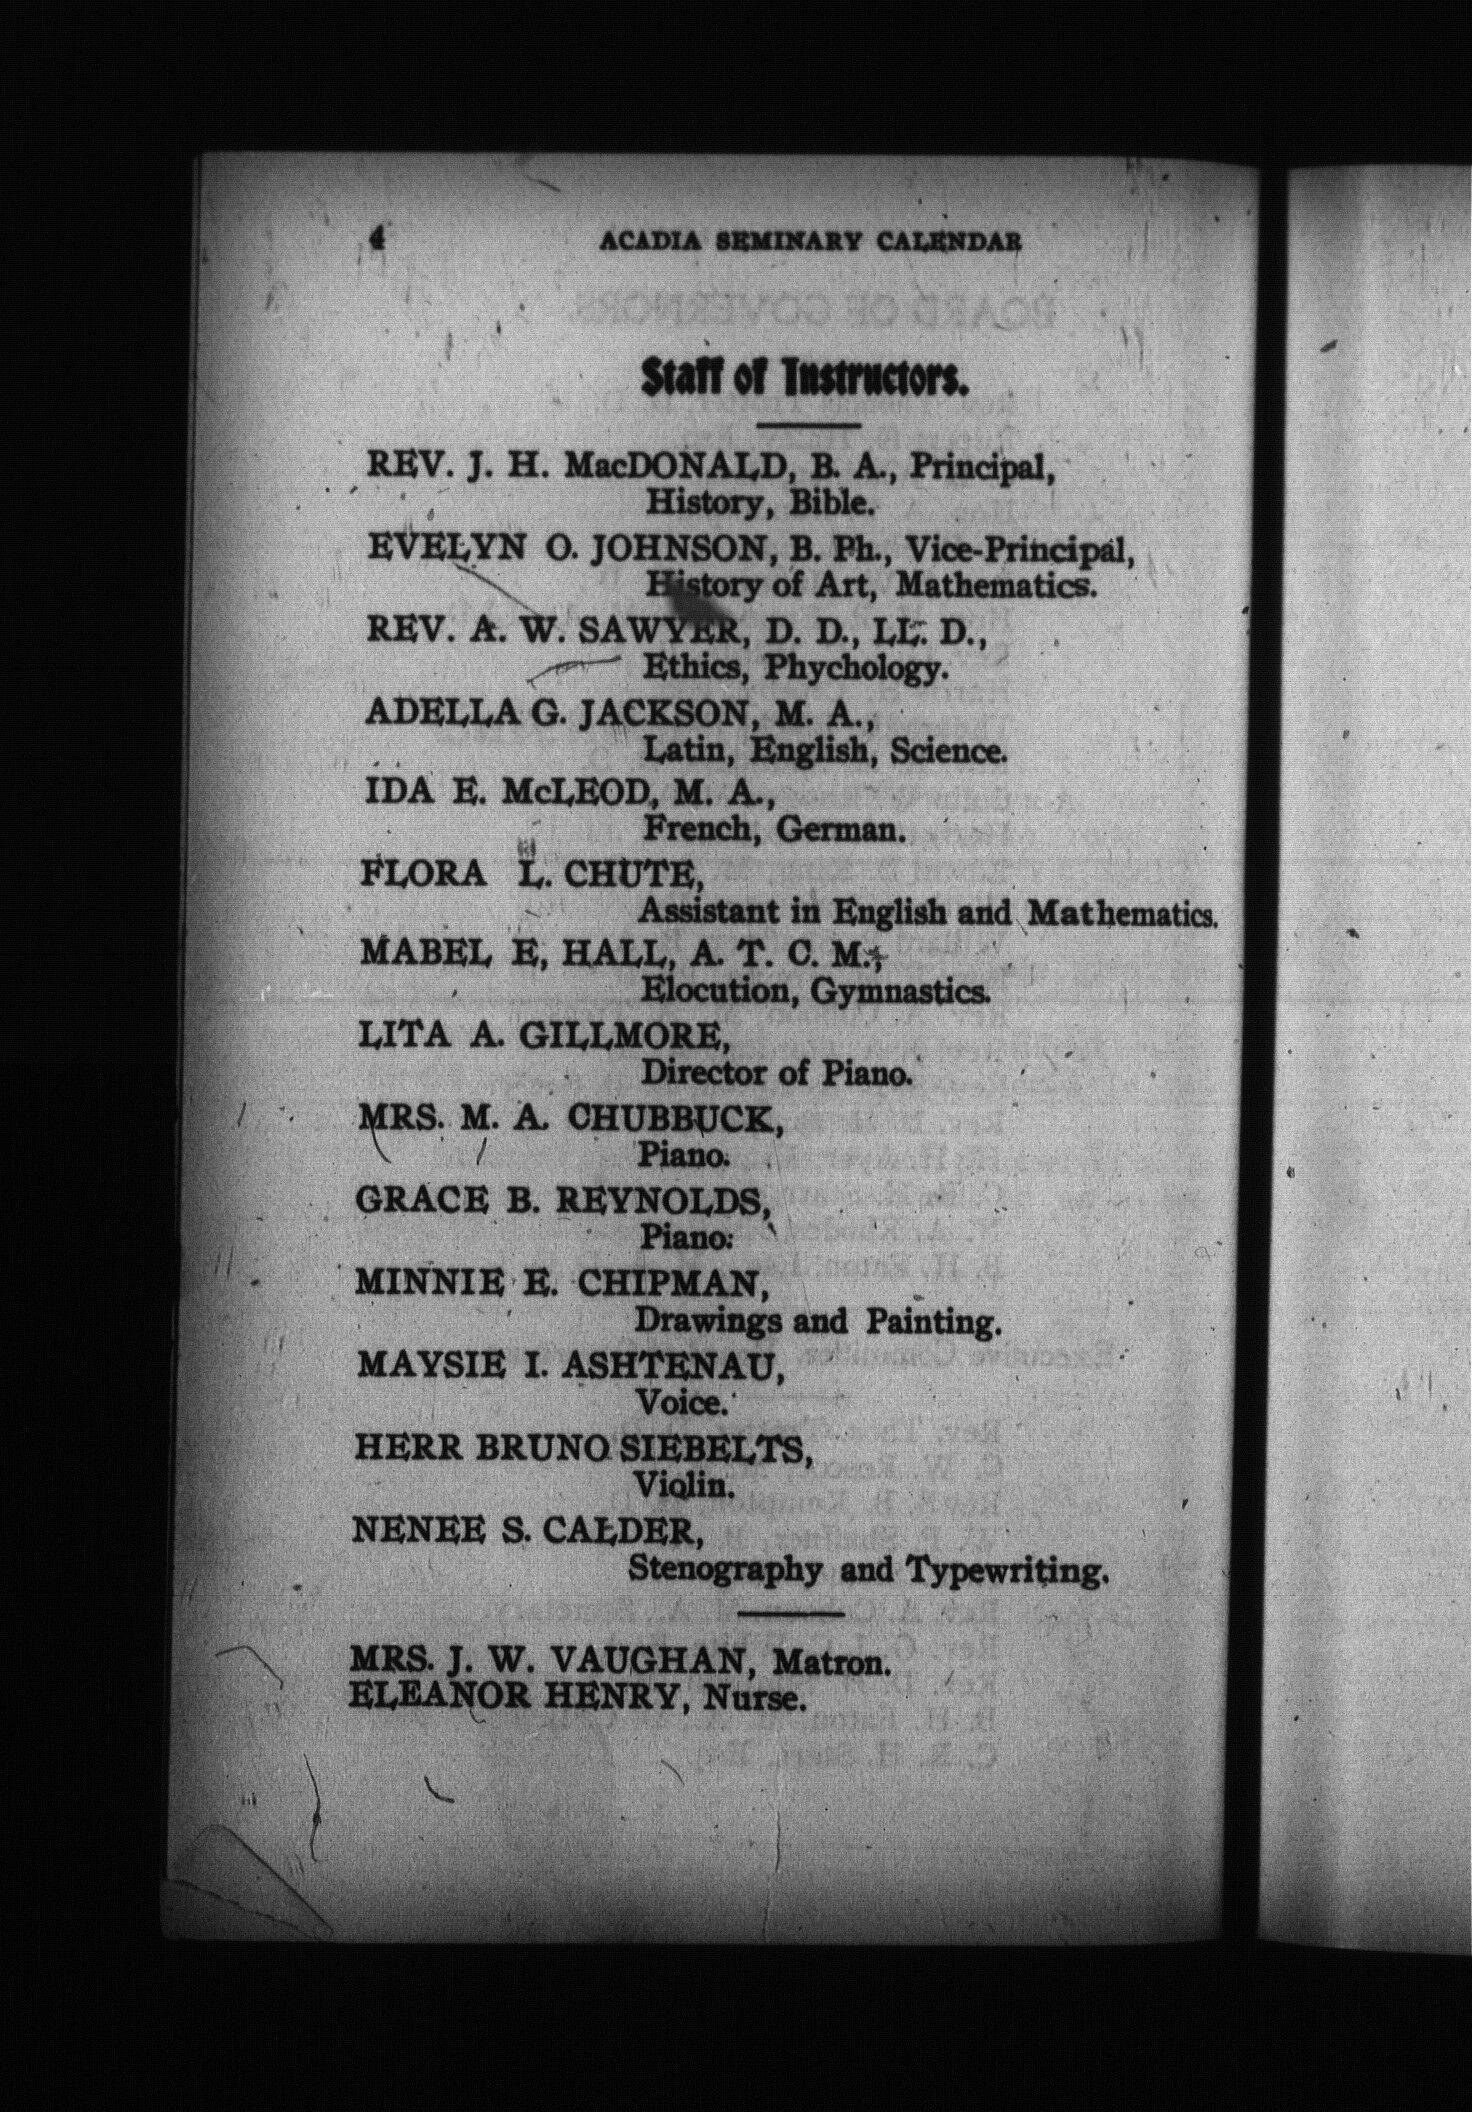 4 ACADIA SEMINARY CALENDAR
Staff of Instructors.
REV. J. H. MacDONALD, B. A., Principal,
History, Bible.
EVELYN O. JOHNSON, B. Ph., Vice-Principal,
History of Art, Mathematics.
REV. A. W. SAWYER, D. D., LL. D.,
Ethics, Phychology.
ADELLA G. JACKSON, M. A.,
Latin, English, Science.
IDA E. McLEOD, M. A.,
French, German.
FLORA L. CHUTE,
Assistant in English and Mathematics.
MABEL E, HALL, A. T. C. M.,
Elocution, Gymnastics.
LITA A. GILLMORE,
Director of Piano.
MRS. M. A. CHUBBUCK,
Piano.
GRACE B. REYNOLDS,
Piano.
MINNIE E. CHIPMAN,
Drawings and Painting.
MAYSIE I. ASHTENAU,
Voice.
HERR BRUNO SIEBELTS,
Violin.
NENEE S. CALDER,
Stenography and Typewriting.
MRS. J. W. VAUGHAN, Matron.
ELEANOR HENRY, Nurse.